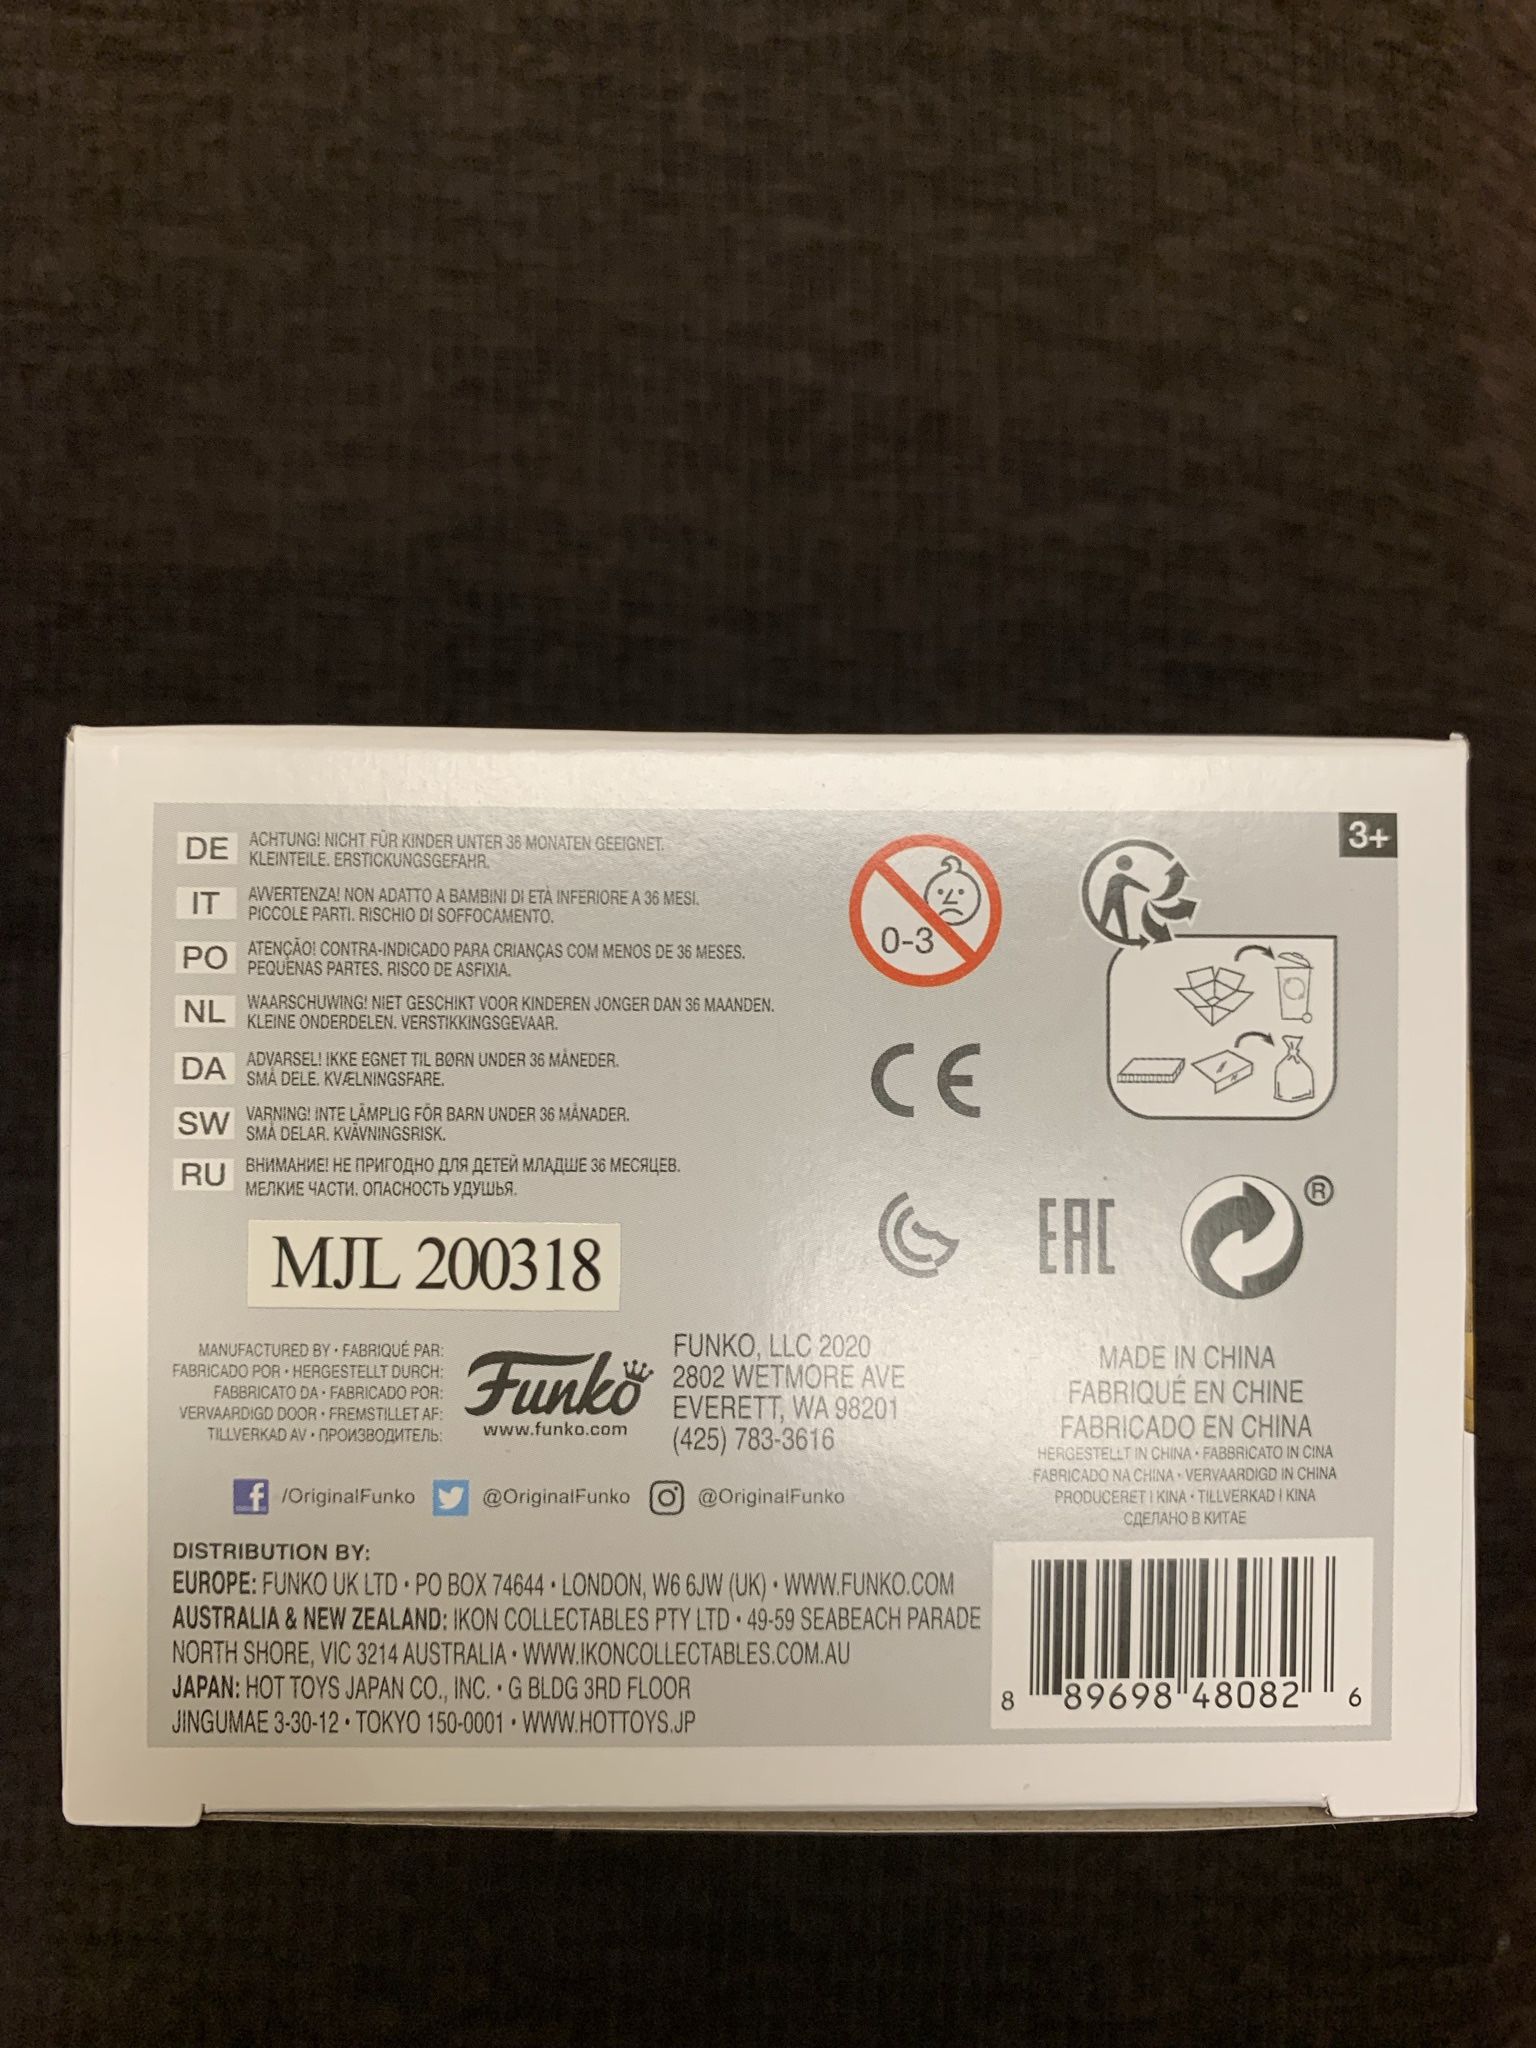 DE ACHTUNG! NICHT FÜR KINDER UNTER 36 MONATEN GEEIGNET.
KLEINTEILE. ERSTICKUNGSGEFAHR.
IT AVVERTENZA! NON ADATTO A BAMBINI DI ETÀ INFERIORE A 36 MESI.
PICCOLE PARTI. RISCHIO DI SOFFOCAMENTO.
PO ATENÇÃO! CONTRA-INDICADO PARA CRIANÇAS COM MENOS DE 36 MESES.
PEQUENAS PARTES. RISCO DE ASFIXIA.
NL WAARSCHUWING! NIET GESCHIKT VOOR KINDEREN JONGER DAN 36 MAANDEN.
KLEINE ONDERDELEN. VERSTIKKINGSGEVAAR.
DA ADVARSEL! IKKE EGNET TIL BØRN UNDER 36 MÅNEDER.
SMÅ DELE. KVÆLNINGSFARE.
SW VARNING! INTE LÄMPLIG FÖR BARN UNDER 36 MÅNADER.
SMÅ DELAR. KVÄVNINGSRISK.
RU ВНИМАНИЕ! НЕ ПРИГОДНО ДЛЯ ДЕТЕЙ МЛАДШЕ 36 МЕСЯЦЕВ.
МЕЛКИЕ ЧАСТИ. ОПАСНОСТЬ УДУШЬЯ.
0-3
3+
CE
EAC
®
MJL 200318
MANUFACTURED BY • FABRIQUÉ PAR:
FABRICADO POR • HERGESTELLT DURCH:
FABBRICATO DA • FABRICADO POR:
VERVAARDIGD DOOR • FREMSTILLET AF:
TILLVERKAD AV • ПРОИЗВОДИТЕЛЬ:
Funko
www.funko.com
FUNKO, LLC 2020
2802 WETMORE AVE
EVERETT, WA 98201
(425) 783-3616
MADE IN CHINA
FABRIQUÉ EN CHINE
FABRICADO EN CHINA
HERGESTELLT IN CHINA • FABBRICATO IN CINA
FABRICADO NA CHINA • VERVAARDIGD IN CHINA
PRODUCERET I KINA • TILLVERKAD I KINA
СДЕЛАНО В КИТАЕ
/OriginalFunko @OriginalFunko @OriginalFunko
DISTRIBUTION BY:
EUROPE: FUNKO UK LTD • PO BOX 74644 • LONDON, W6 6JW (UK) • WWW.FUNKO.COM
AUSTRALIA & NEW ZEALAND: IKON COLLECTABLES PTY LTD • 49-59 SEABEACH PARADE
NORTH SHORE, VIC 3214 AUSTRALIA • WWW.IKONCOLLECTABLES.COM.AU
JAPAN: HOT TOYS JAPAN CO., INC. • G BLDG 3RD FLOOR
JINGUMAE 3-30-12 • TOKYO 150-0001 • WWW.HOTTOYS.JP
8 89698 48082 6